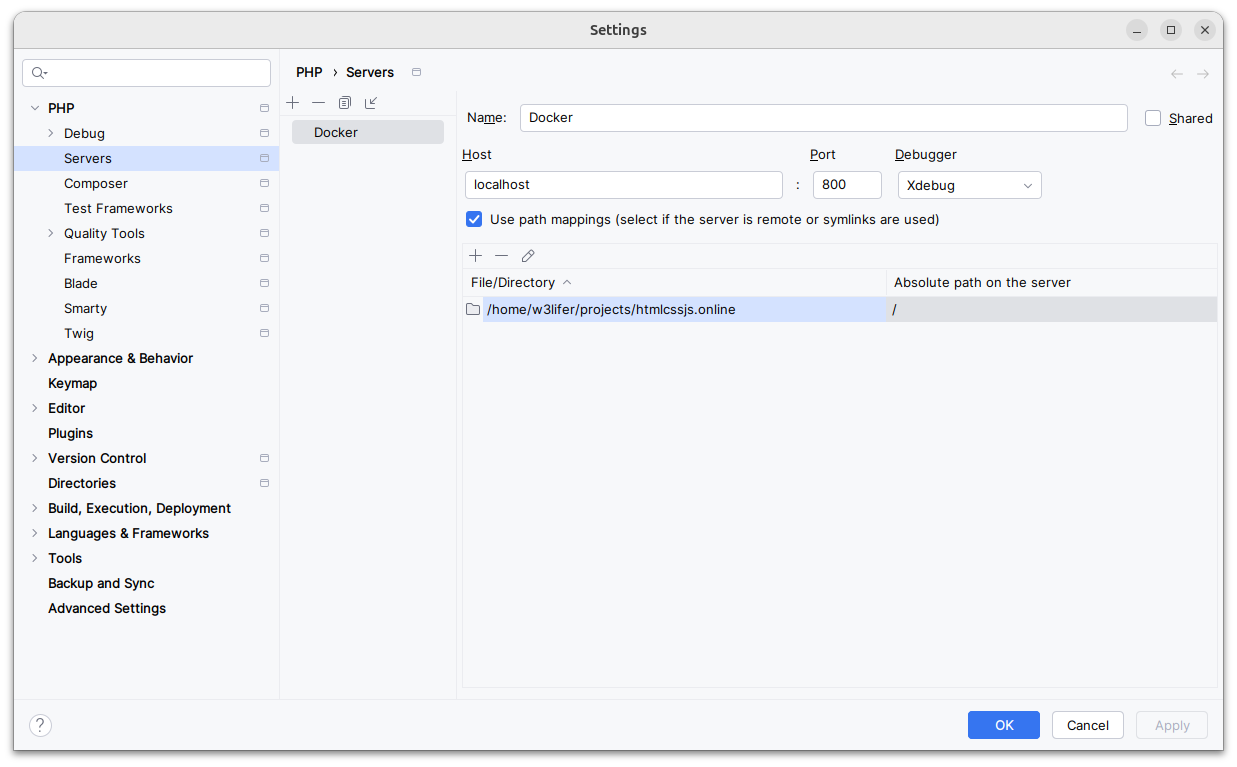 Settings
PHP
Debug
Servers
Composer
Test Frameworks
Quality Tools
Frameworks
Blade
Smarty
Twig
Appearance & Behavior
Keymap
Editor
Plugins
Version Control
Directories
Build, Execution, Deployment
Languages & Frameworks
Tools
Backup and Sync
Advanced Settings
PHP › Servers
Docker
Name: Docker Shared
Host Port Debugger
localhost : 800 Xdebug
Use path mappings (select if the server is remote or symlinks are used)
File/Directory Absolute path on the server
/home/w3lifer/projects/htmlcssjs.online /
? OK Cancel Apply